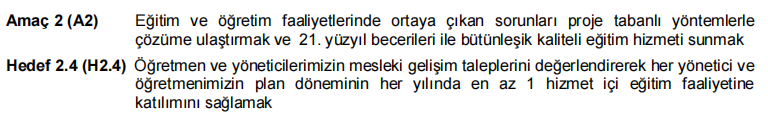 Amaç 2 (A2) Eğitim ve öğretim faaliyetlerinde ortaya çıkan sorunları proje tabanlı yöntemlerle
çözüme ulaştırmak ve 21. yüzyıl becerileri ile bütünleşik kaliteli eğitim hizmeti sunmak
Hedef 2.4 (H2.4) Öğretmen ve yöneticilerimizin mesleki gelişim taleplerini değerlendirerek her yönetici ve
öğretmenimizin plan döneminin her yılında en az 1 hizmet içi eğitim faaliyetine
katılımını sağlamak